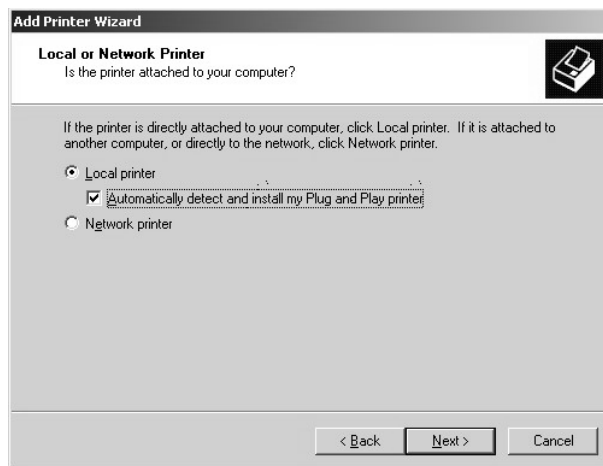 Add Printer Wizard
Local or Network Printer
Is the printer attached to your computer?
If the printer is directly attached to your computer, click Local printer. If it is attached to
another computer, or directly to the network, click Network printer.
Local printer
Automatically detect and install my Plug and Play printer
Network printer
< Back Next > Cancel